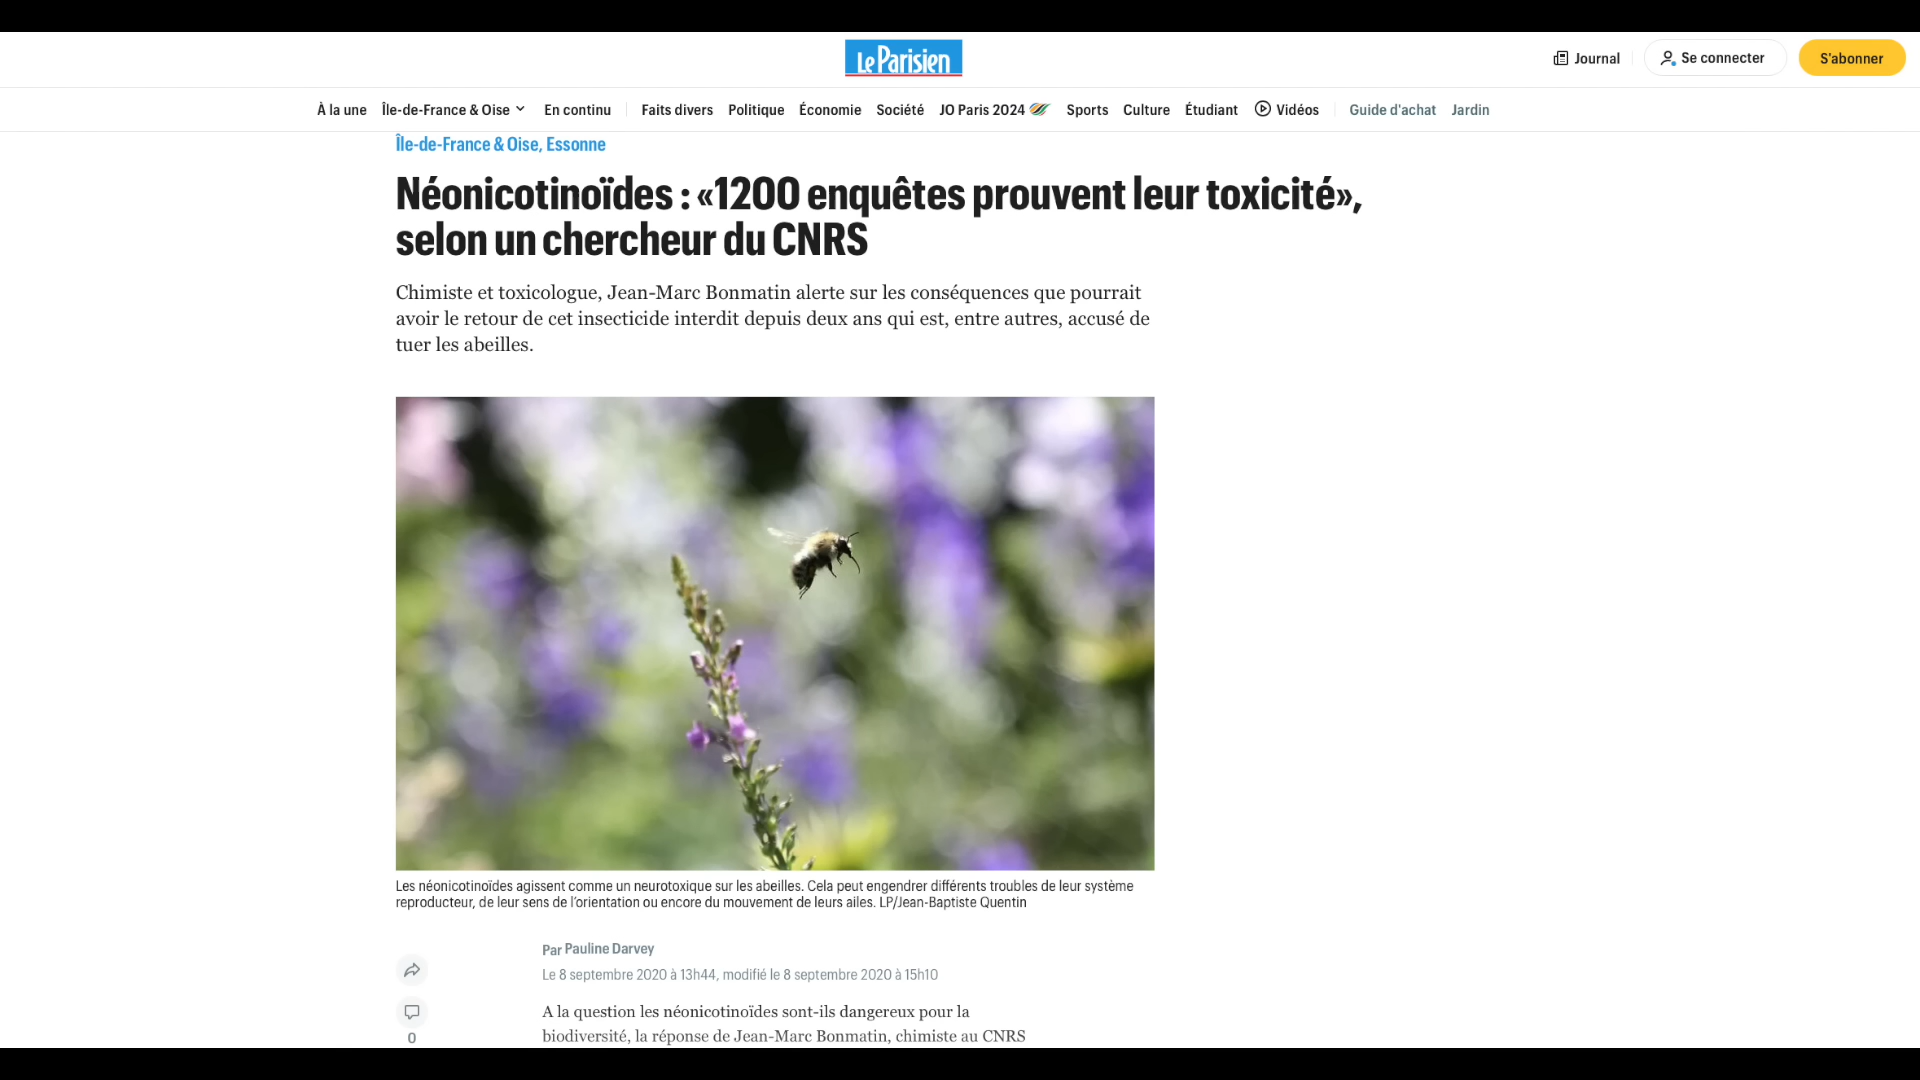 Le Parisien
Journal
Se connecter
S'abonner
À la une
Île-de-France & Oise
En continu
Faits divers
Politique
Économie
Société
JO Paris 2024
Sports
Culture
Étudiant
Vidéos
Guide d'achat
Jardin
Île-de-France & Oise, Essonne
Néonicotinoïdes : «1200 enquêtes prouvent leur toxicité»,
selon un chercheur du CNRS
Chimiste et toxicologue, Jean-Marc Bonmatin alerte sur les conséquences que pourrait
avoir le retour de cet insecticide interdit depuis deux ans qui est, entre autres, accusé de
tuer les abeilles.
Les néonicotinoïdes agissent comme un neurotoxique sur les abeilles. Cela peut engendrer différents troubles de leur système
reproducteur, de leur sens de l'orientation ou encore du mouvement de leurs ailes. LP/Jean-Baptiste Quentin
Par Pauline Darvey
Le 8 septembre 2020 à 13h44, modifié le 8 septembre 2020 à 15h10
0
A la question les néonicotinoïdes sont-ils dangereux pour la
biodiversité, la réponse de Jean-Marc Bonmatin, chimiste au CNRS